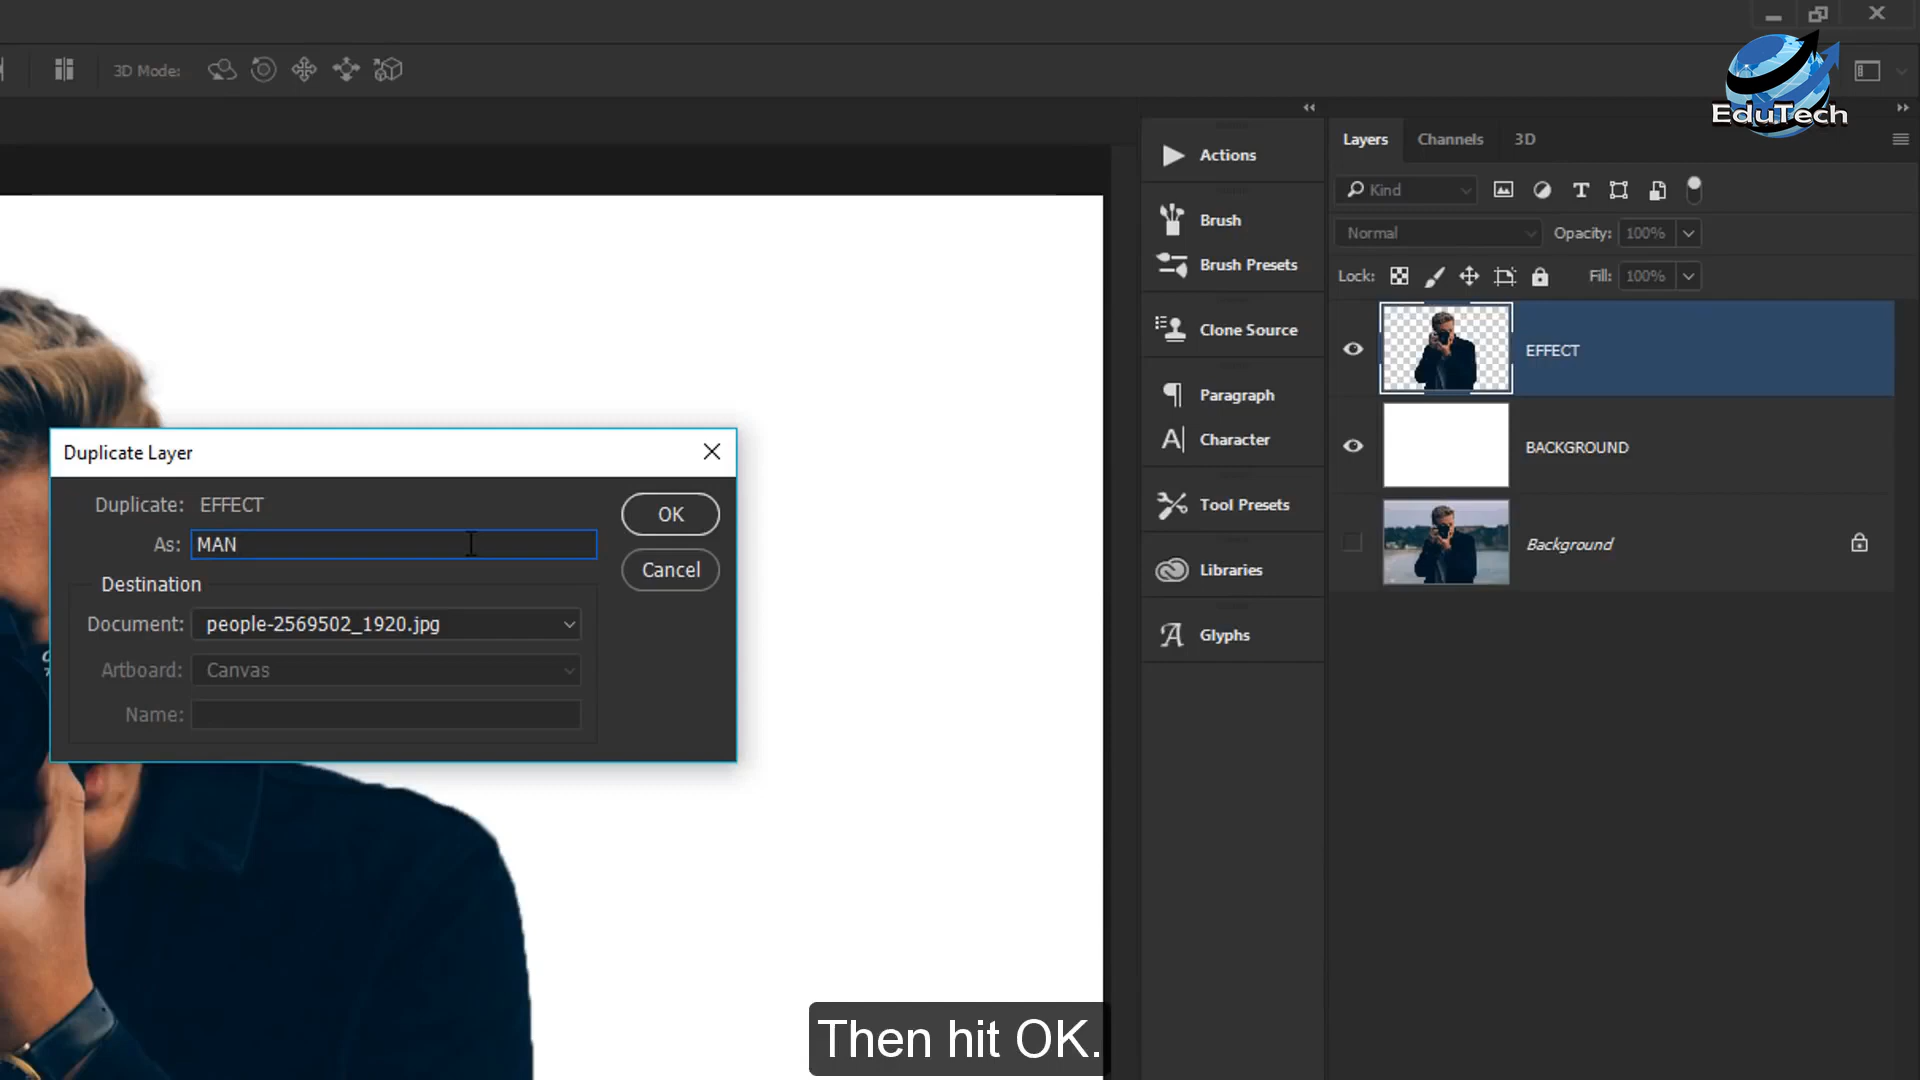 3D Mode:
EduTech
Actions
Brush
Brush Presets
Clone Source
Paragraph
Character
Tool Presets
Libraries
Glyphs
Layers Channels 3D
Kind
Normal Opacity: 100%
Lock: Fill: 100%
EFFECT
BACKGROUND
Background
Duplicate Layer
Duplicate: EFFECT
As: MAN
OK
Cancel
Destination
Document: people-2569502_1920.jpg
Artboard: Canvas
Name:
Then hit OK.